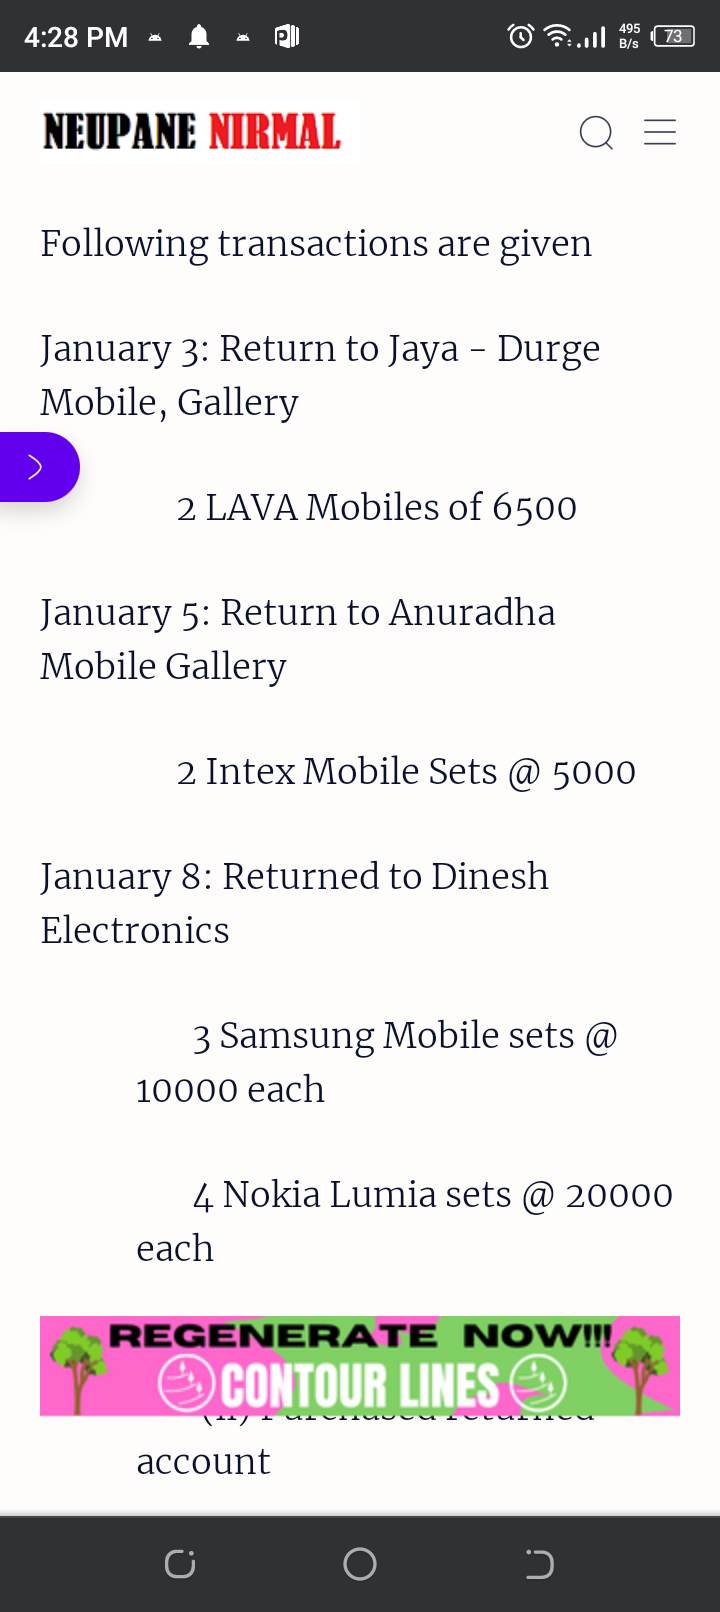 4:28 PM
495
B/s
73
NEUPANE NIRMAL
Following transactions are given
January 3: Return to Jaya - Durge
Mobile, Gallery
2 LAVA Mobiles of 6500
January 5: Return to Anuradha
Mobile Gallery
2 Intex Mobile Sets @ 5000
January 8: Returned to Dinesh
Electronics
3 Samsung Mobile sets @
10000 each
4 Nokia Lumia sets @ 20000
each
REGENERATE NOW!!!
CONTOUR LINES
Purchased returned
account